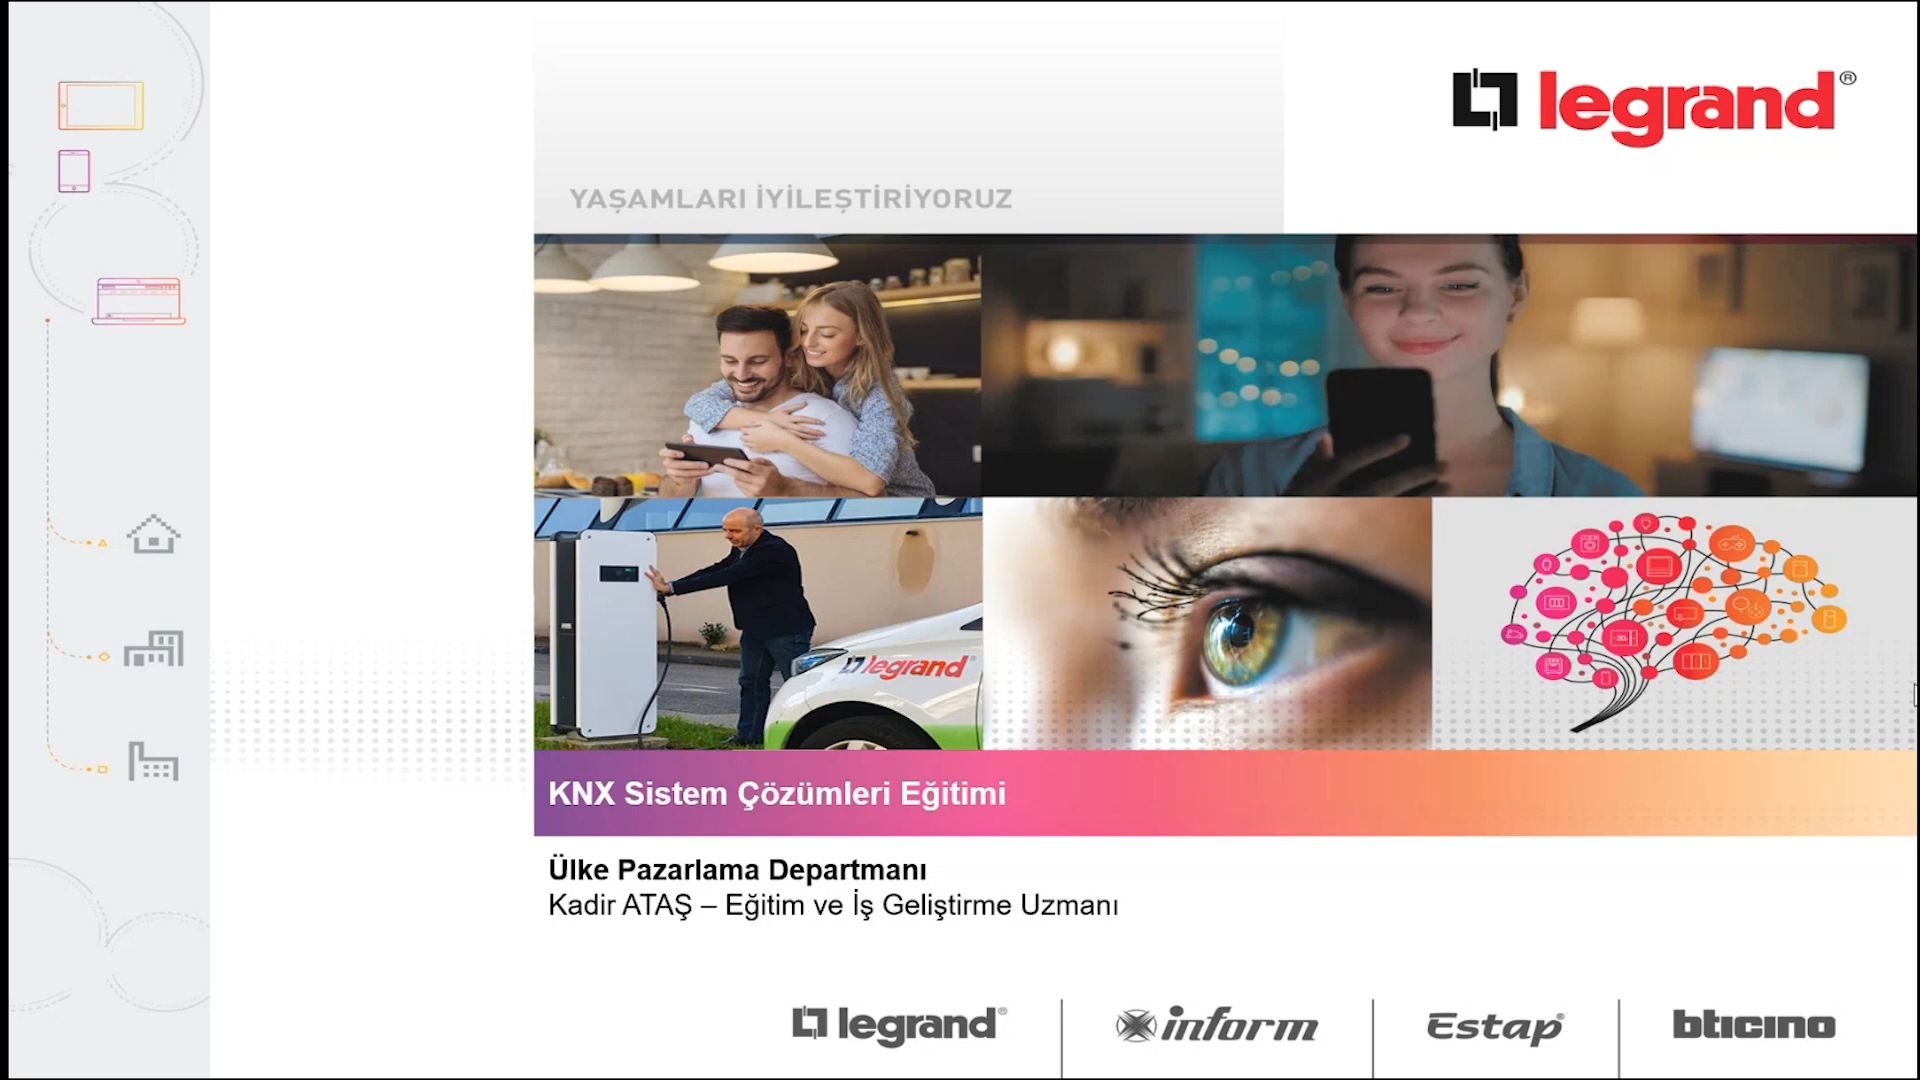 legrand®
YAŞAMLARI İYİLEŞTİRİYORUZ
legrand
KNX Sistem Çözümleri Eğitimi
Ülke Pazarlama Departmanı
Kadir ATAŞ – Eğitim ve İş Geliştirme Uzmanı
legrand®
inform
Estap®
bticino